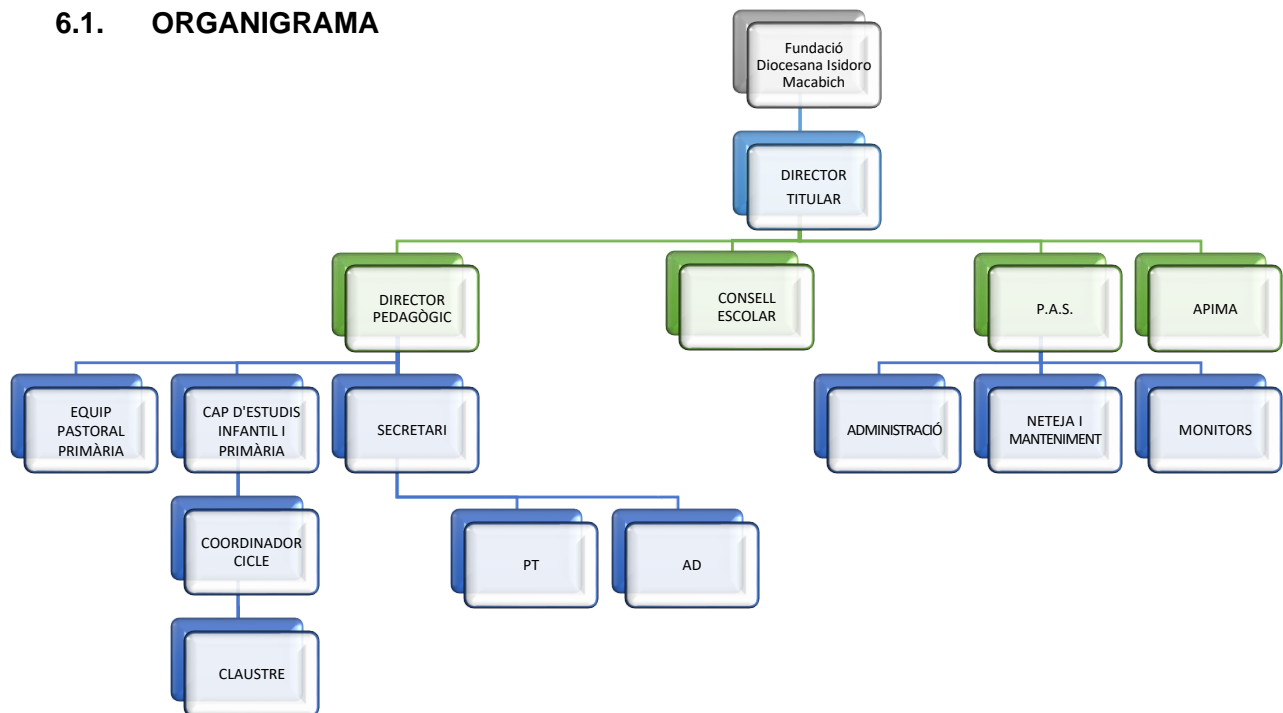 6.1. ORGANIGRAMA
Fundació
Diocesana Isidoro
Macabich
DIRECTOR
TITULAR
DIRECTOR
PEDAGÒGIC
CONSELL
ESCOLAR
P.A.S.
APIMA
EQUIP
PASTORAL
PRIMÀRIA
CAP D'ESTUDIS
INFANTIL I
PRIMÀRIA
SECRETARI
ADMINISTRACIÓ
NETEJA I
MANTENIMENT
MONITORS
COORDINADOR
CICLE
PT
AD
CLAUSTRE